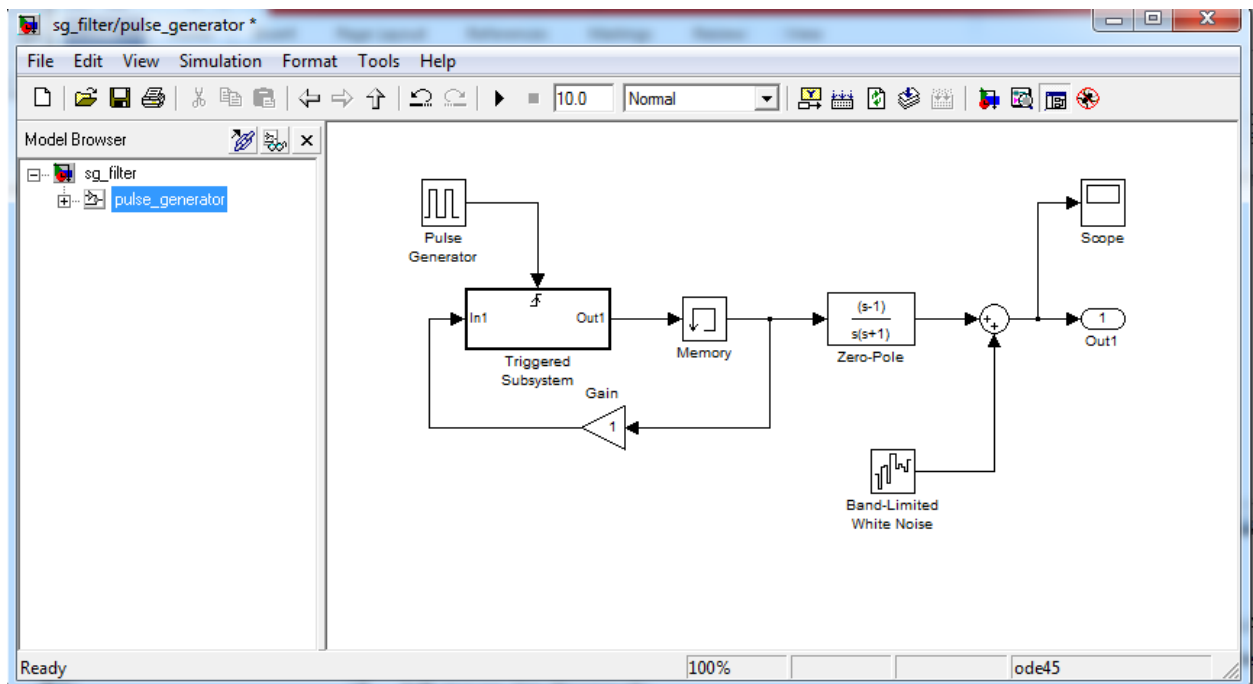 sg_filter/pulse_generator *
File Edit View Simulation Format Tools Help
10.0 Normal
Model Browser
sg_filter
pulse_generator
Pulse
Generator
In1
Out1
Triggered
Subsystem
Memory
Gain
1
(s-1)
s(s+1)
Zero-Pole
+
+
Scope
1
Out1
Band-Limited
White Noise
Ready 100% ode45